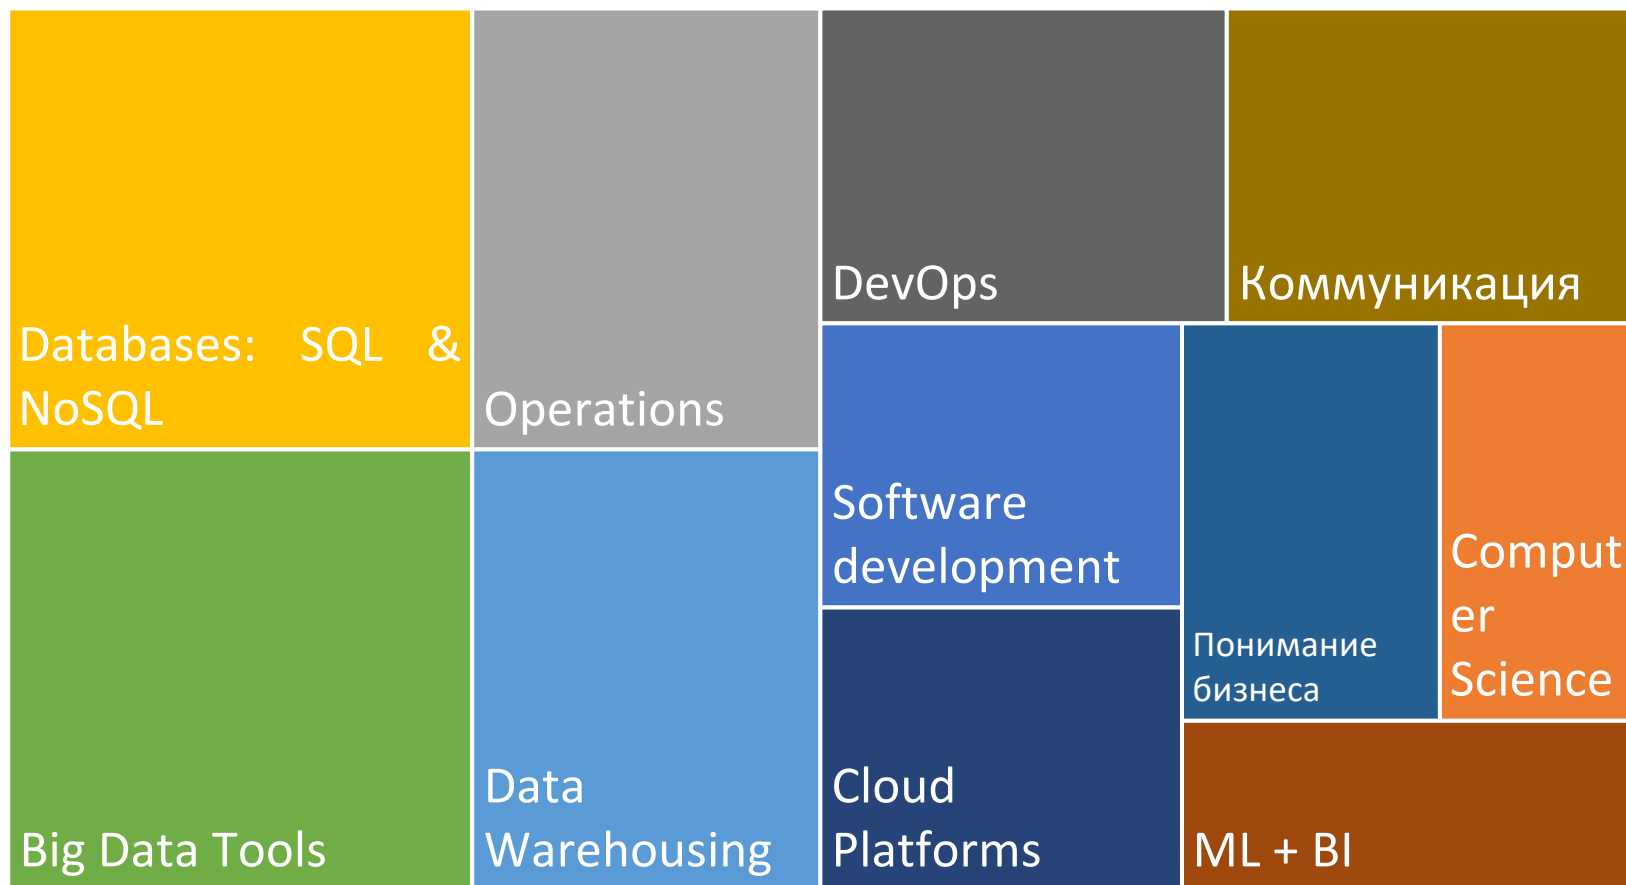 Databases: SQL &
NoSQL
Operations
DevOps
Коммуникация
Software
development
Понимание
бизнеса
Comput
er
Science
Big Data Tools
Data
Warehousing
Cloud
Platforms
ML + BI